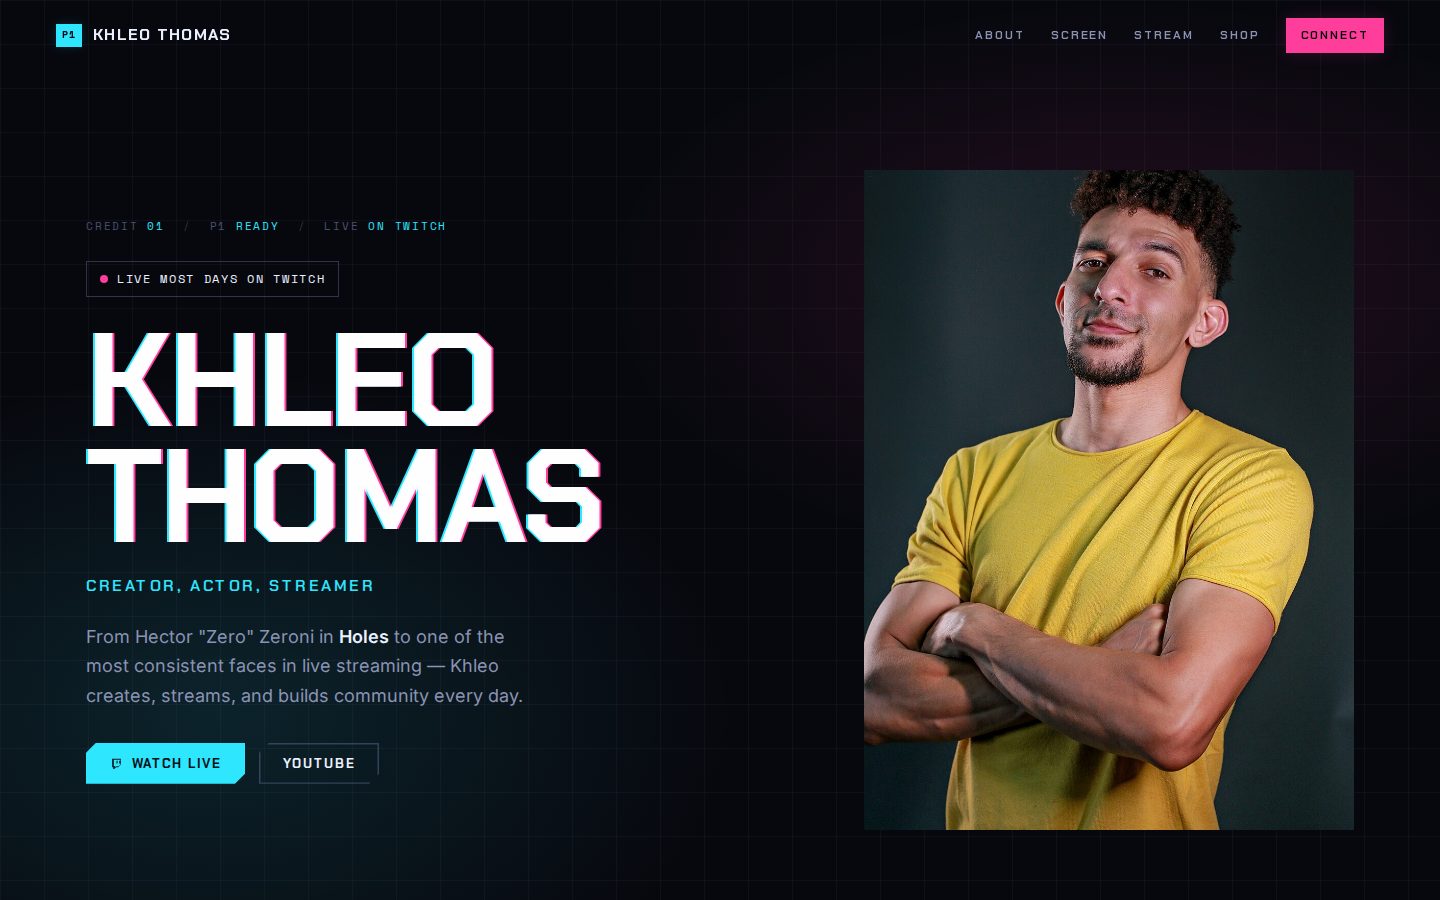 P1 KHLEO THOMAS
ABOUT SCREEN STREAM SHOP CONNECT
CREDIT 01 / P1 READY / LIVE ON TWITCH
LIVE MOST DAYS ON TWITCH
KHLEO
THOMAS
CREATOR, ACTOR, STREAMER
From Hector "Zero" Zeroni in Holes to one of the
most consistent faces in live streaming — Khleo
creates, streams, and builds community every day.
WATCH LIVE YOUTUBE